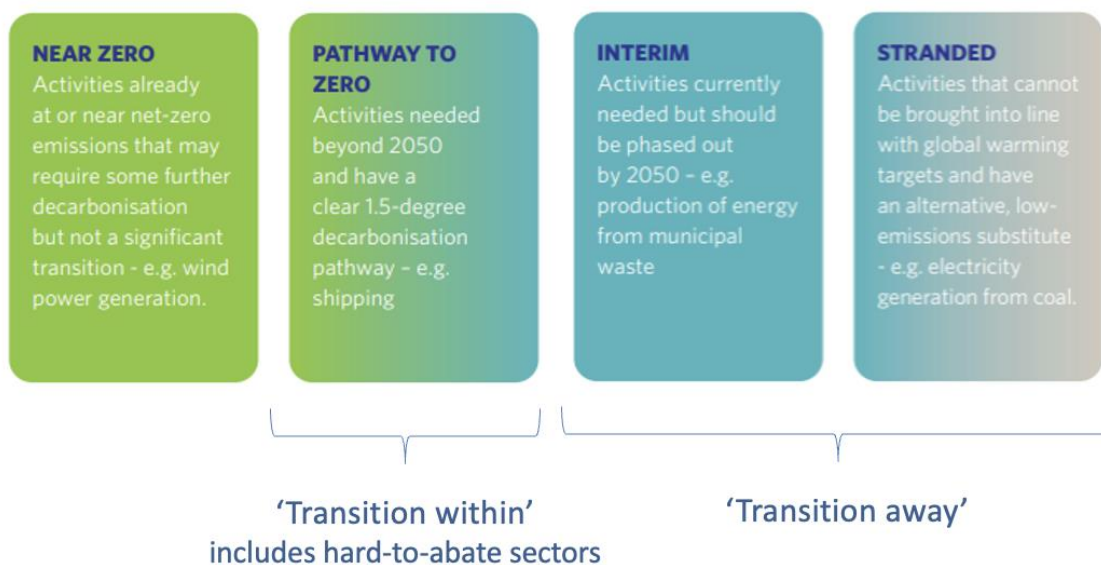 NEAR ZERO
Activities already
at or near net-zero
emissions that may
require some further
decarbonisation
but not a significant
transition - e.g. wind
power generation.
PATHWAY TO
ZERO
Activities needed
beyond 2050
and have a
clear 1.5-degree
decarbonisation
pathway – e.g.
shipping
INTERIM
Activities currently
needed but should
be phased out
by 2050 – e.g.
production of energy
from municipal
waste
STRANDED
Activities that cannot
be brought into line
with global warming
targets and have
an alternative, low-
emissions substitute
- e.g. electricity
generation from coal.
‘Transition within’
includes hard-to-abate sectors
‘Transition away’